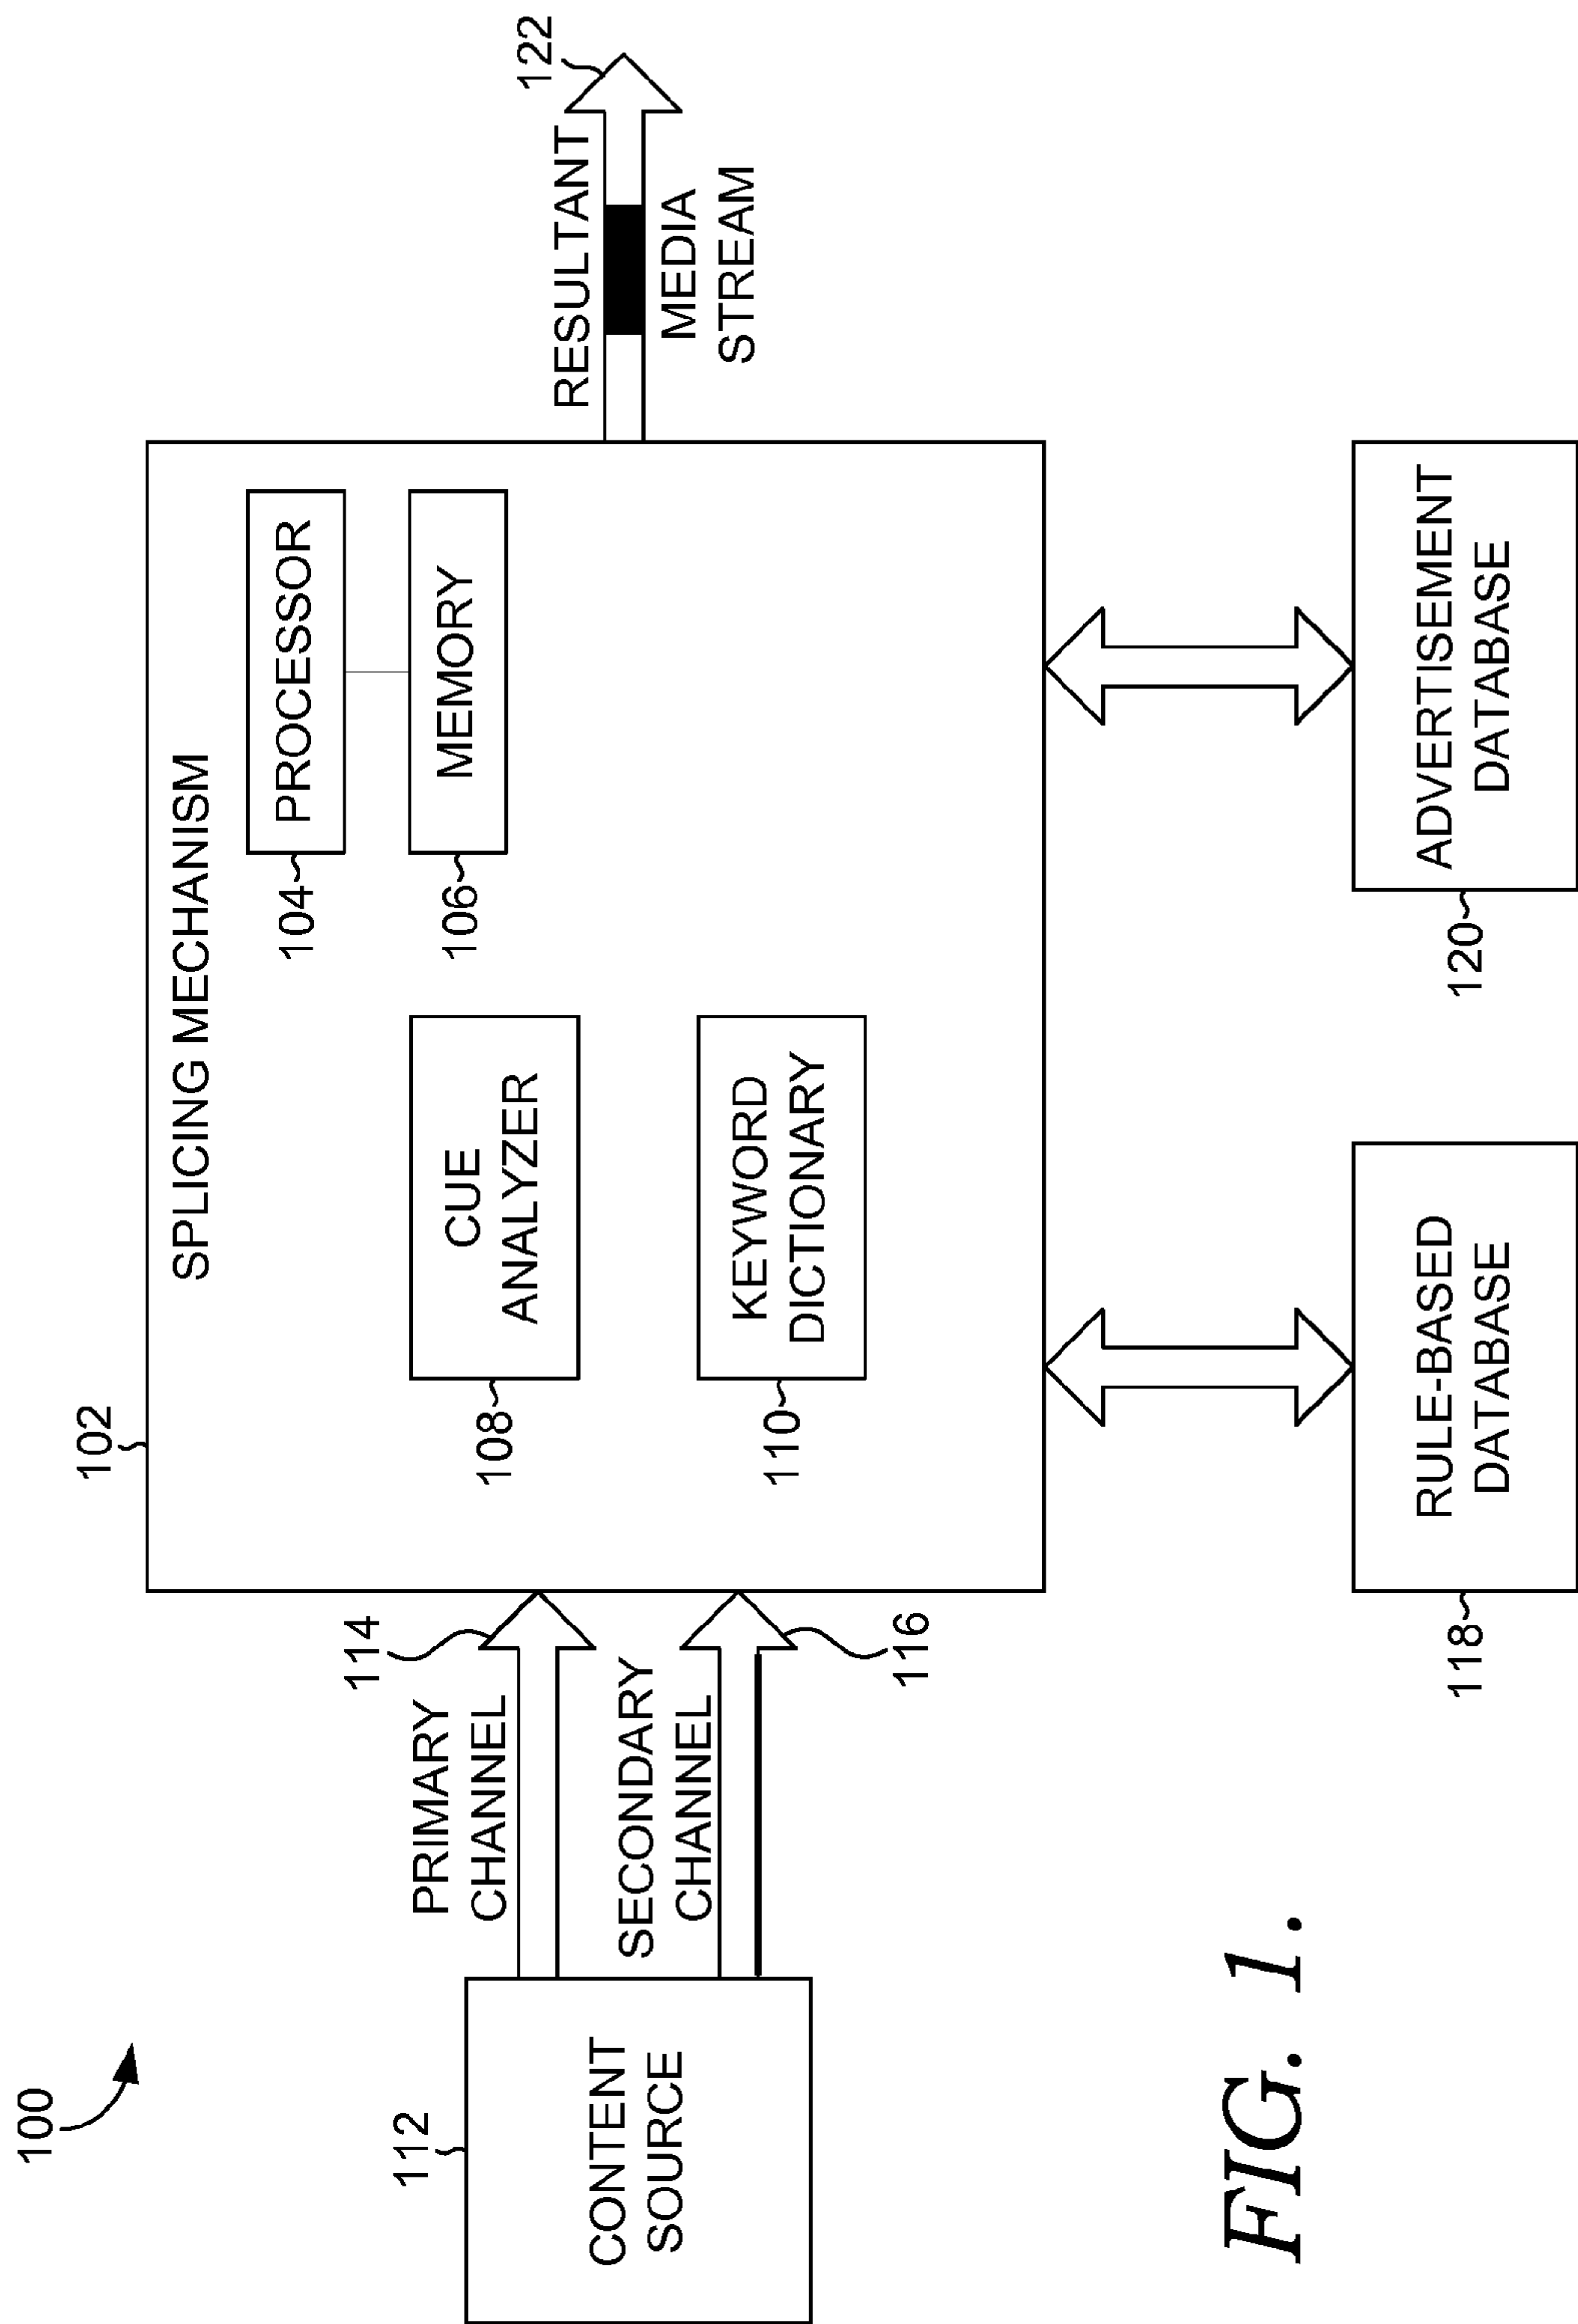 100
102
SPLICING MECHANISM
PROCESSOR
104
MEMORY
106
CUE
ANALYZER
108
KEYWORD
DICTIONARY
110
112
CONTENT
SOURCE
PRIMARY
CHANNEL
114
SECONDARY
CHANNEL
116
RESULTANT
MEDIA
STREAM
122
RULE-BASED
DATABASE
118
ADVERTISEMENT
DATABASE
120
FIG. 1.